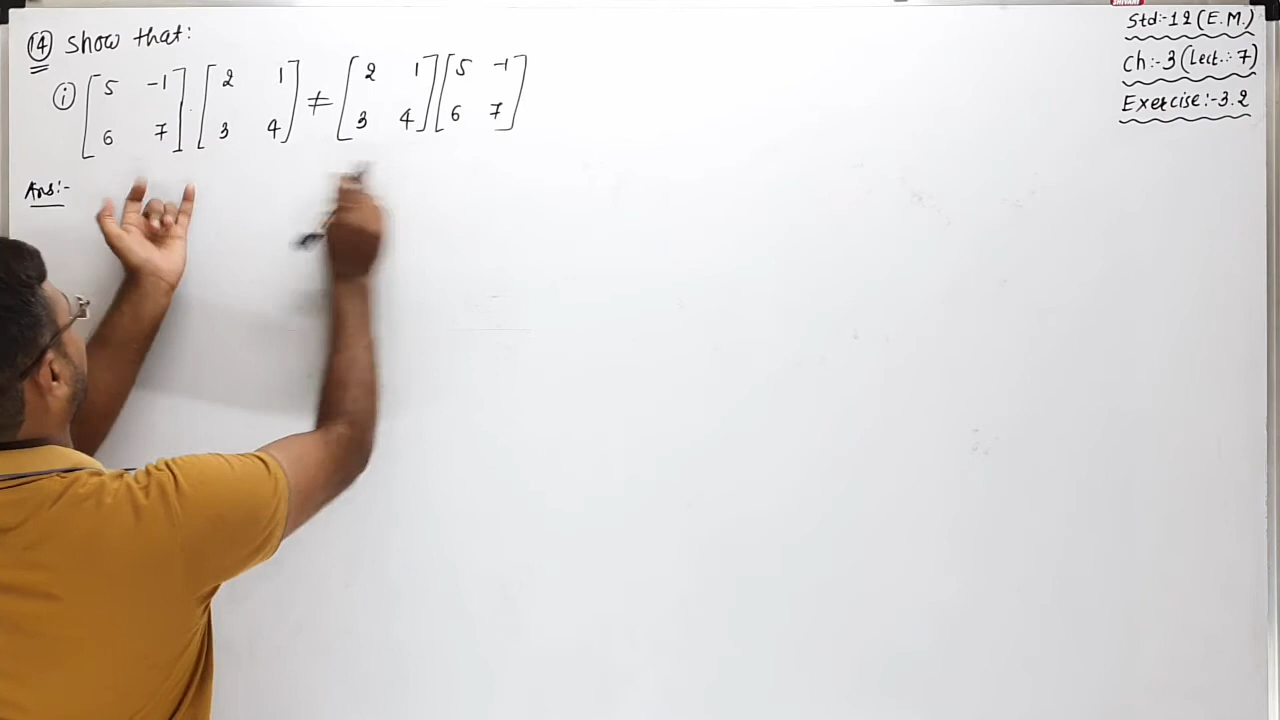 (14) Show that:
(i) [5 -1 6 7] . [2 1 3 4] ≠ [2 1 3 4] [5 -1 6 7]
Ans:-
SHIVANI
Std:-12 (E.M.)
Ch:-3 (Lect.:7)
Exercise:-3.2